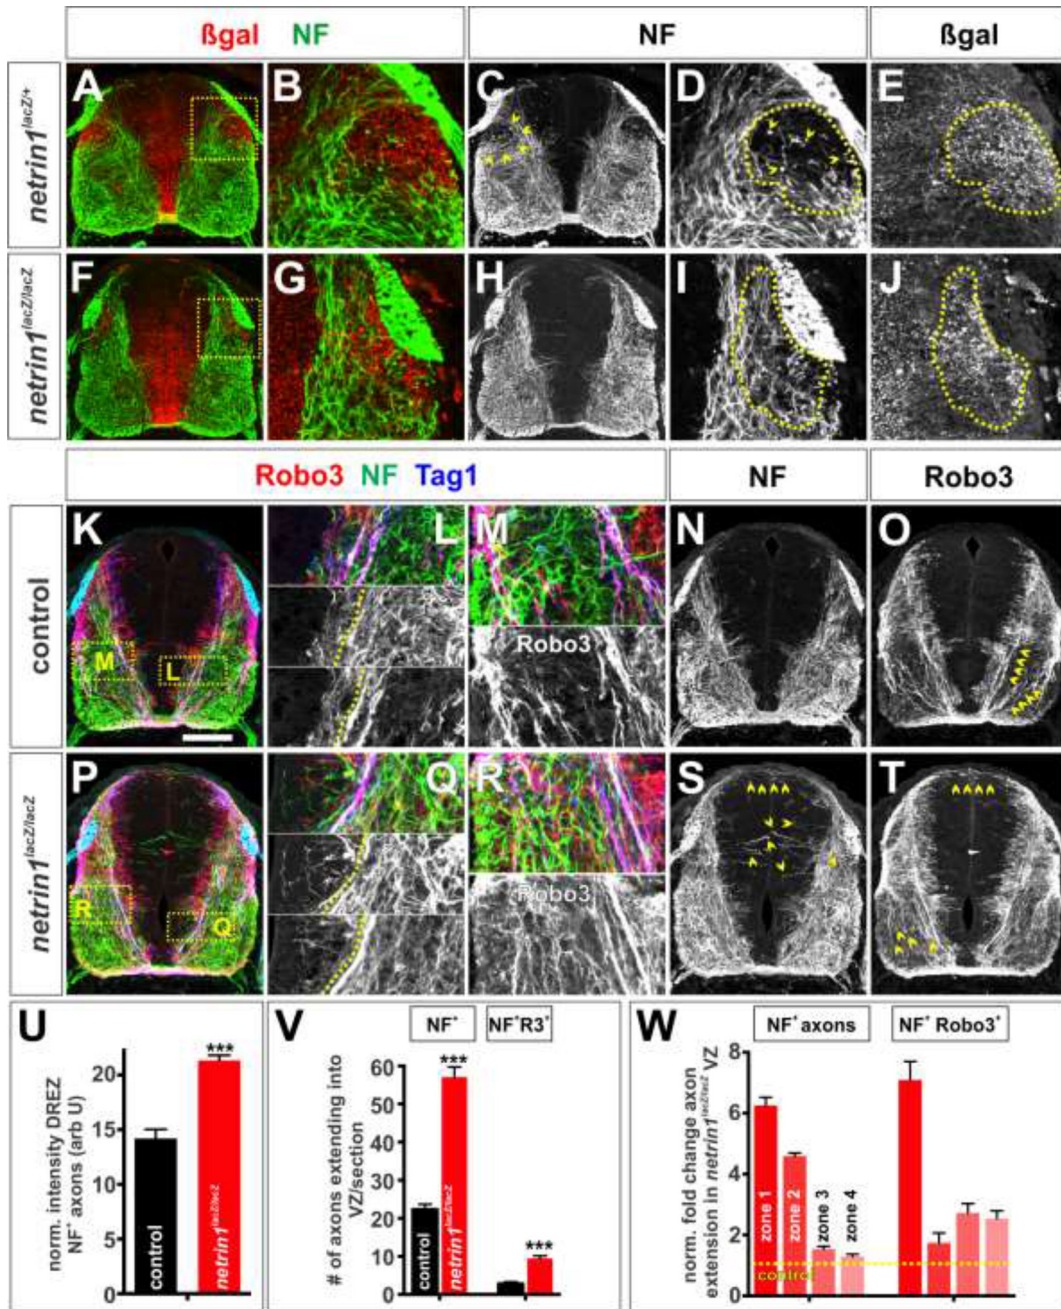 ßgal NF
NF
ßgal
netrin1lacZ/+
A
B
C
D
E
netrin1lacZ/lacZ
F
G
H
I
J
Robo3 NF Tag1
NF
Robo3
control
K
L
M
N
O
M
L
Robo3
netrin1lacZ/lacZ
P
Q
R
S
T
R
Q
Robo3
U
norm. intensity DREZ
NF+ axons (arb U)
20
15
10
5
0
***
control
netrin1lacZ/lacZ
V
NF+
NF+R3+
# of axons extending into
VZ/section
60
50
40
30
20
10
0
***
***
control
netrin1lacZ/lacZ
W
NF+ axons
NF+ Robo3+
norm. fold change axon
extension in netrin1lacZ/lacZ VZ
8
6
4
2
0
zone 1
zone 2
zone 3
zone 4
control